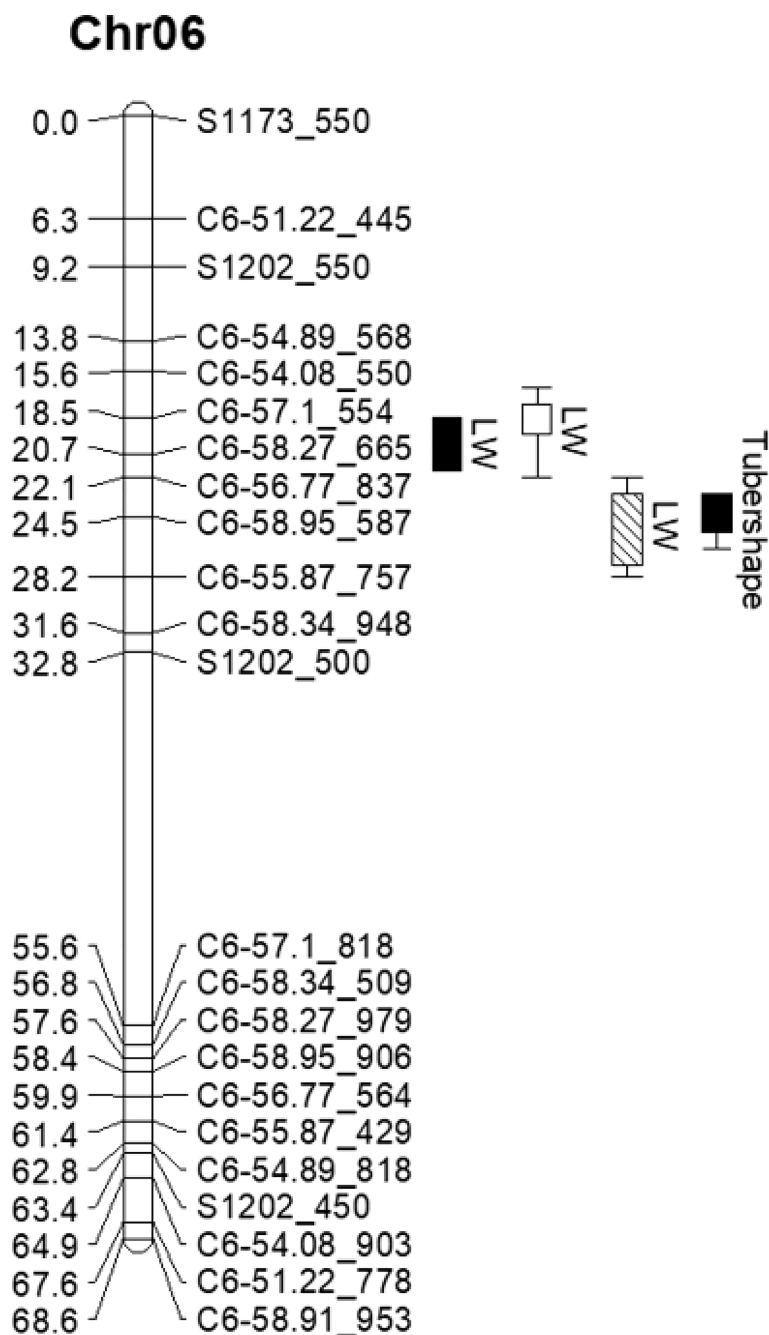 Chr06
0.0 S1173_550
6.3 C6-51.22_445
9.2 S1202_550
13.8 C6-54.89_568
15.6 C6-54.08_550
18.5 C6-57.1_554
20.7 C6-58.27_665
22.1 C6-56.77_837
24.5 C6-58.95_587
28.2 C6-55.87_757
31.6 C6-58.34_948
32.8 S1202_500
55.6 C6-57.1_818
56.8 C6-58.34_509
57.6 C6-58.27_979
58.4 C6-58.95_906
59.9 C6-56.77_564
61.4 C6-55.87_429
62.8 C6-54.89_818
63.4 S1202_450
64.9 C6-54.08_903
67.6 C6-51.22_778
68.6 C6-58.91_953
LW
LW
LW
Tubershape